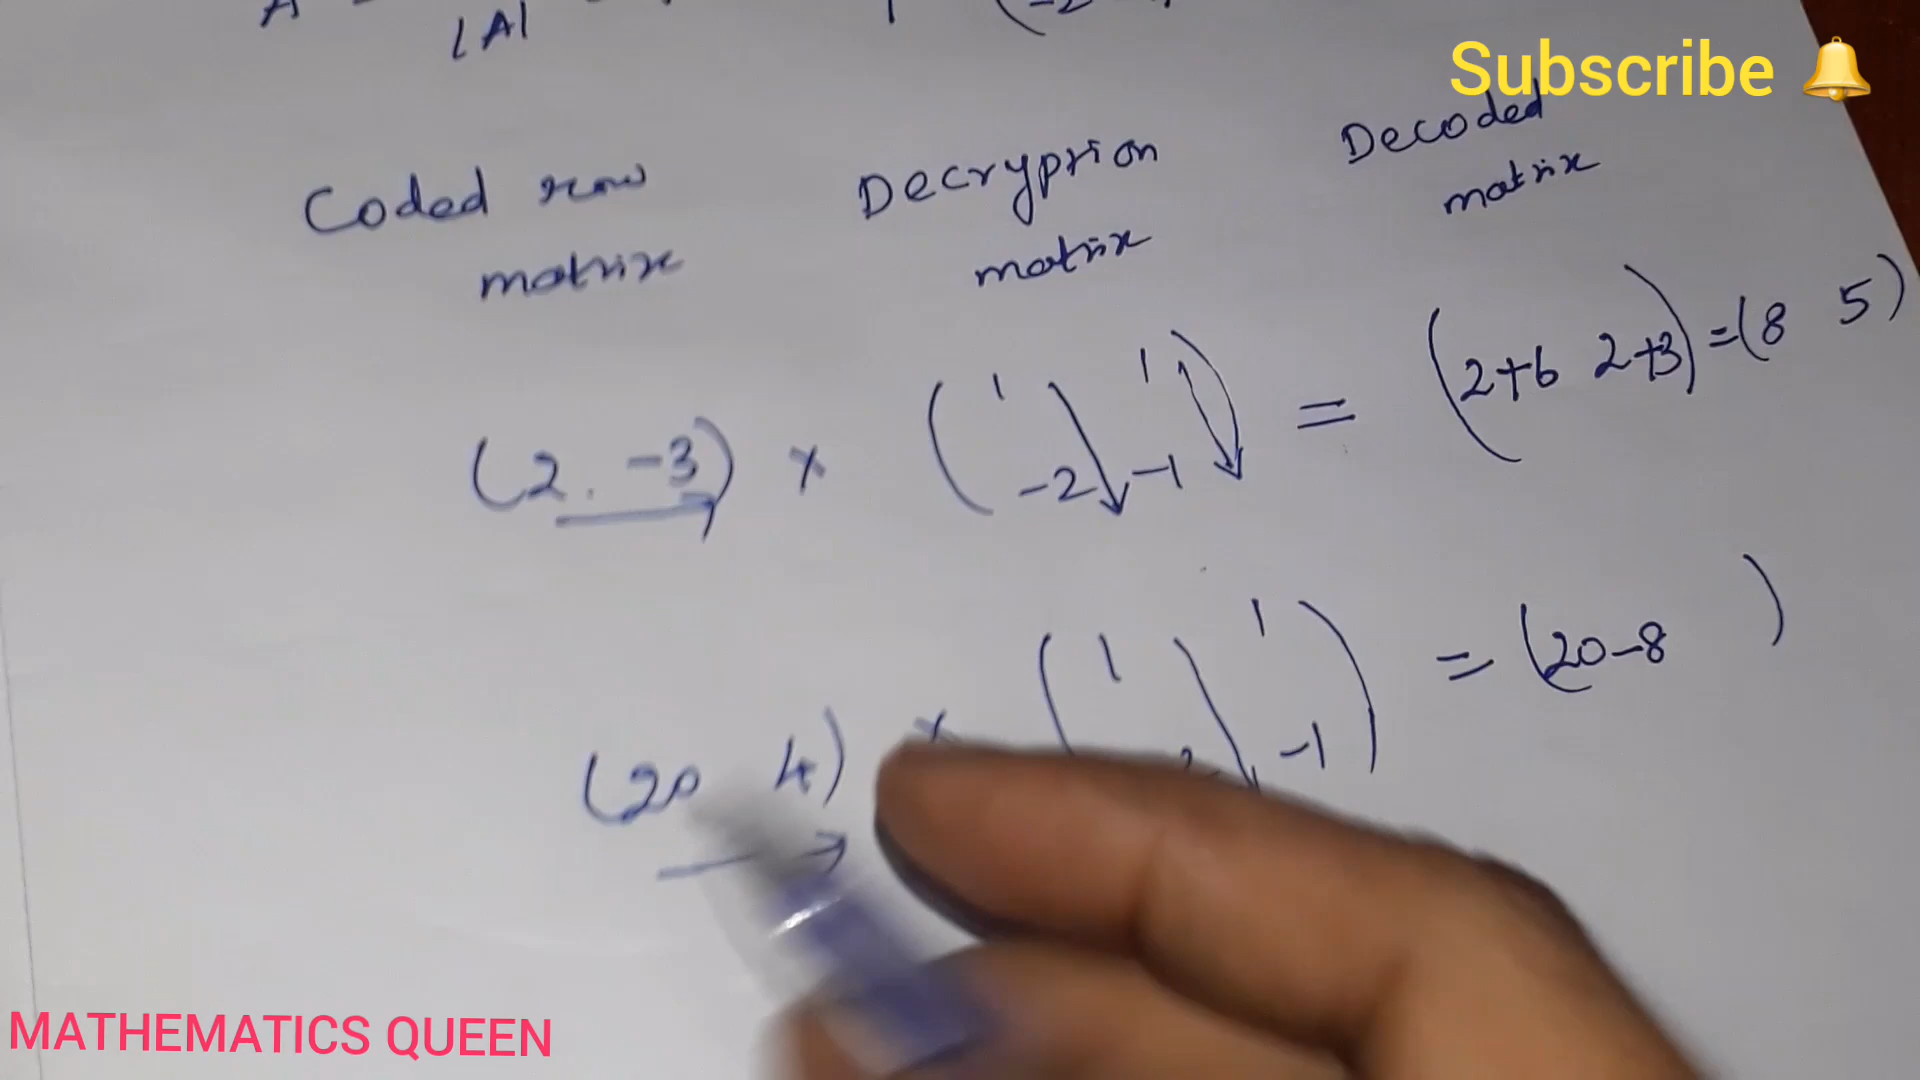 |A|
Subscribe
Coded row Decryption Decoded
matrix matrix matrix
(2 -3) × ( 1 1 ) = (2+6 2+3) = (8 5)
-2 -1
(20 4) × ( 1 1 ) = (20-8 )
-1
MATHEMATICS QUEEN